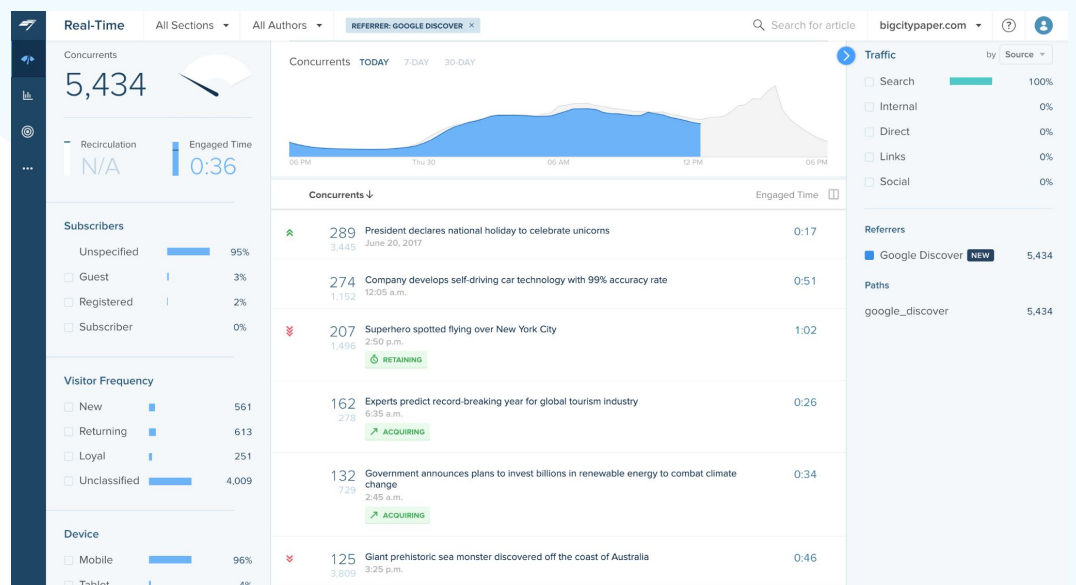 Real-Time
All Sections
All Authors
REFERRER: GOOGLE DISCOVER ×
Search for article
bigcitypaper.com
?
Concurrents
5,434
Recirculation
N/A
Engaged Time
0:36
Subscribers
Unspecified 95%
Guest 3%
Registered 2%
Subscriber 0%
Visitor Frequency
New 561
Returning 613
Loyal 251
Unclassified 4,009
Device
Mobile 96%
Tablet 4%
Concurrents TODAY 7-DAY 30-DAY
06 PM Thu 30 06 AM 12 PM 06 PM
Concurrents ↓ Engaged Time
289 President declares national holiday to celebrate unicorns 0:17
3,445 June 20, 2017
274 Company develops self-driving car technology with 99% accuracy rate 0:51
1,152 12:05 a.m.
207 Superhero spotted flying over New York City 1:02
1,496 2:50 p.m.
RETAINING
162 Experts predict record-breaking year for global tourism industry 0:26
278 6:35 a.m.
ACQUIRING
132 Government announces plans to invest billions in renewable energy to combat climate 0:34
729 change
2:45 a.m.
ACQUIRING
125 Giant prehistoric sea monster discovered off the coast of Australia 0:46
3,809 3:25 p.m.
Traffic by Source
Search 100%
Internal 0%
Direct 0%
Links 0%
Social 0%
Referrers
Google Discover NEW 5,434
Paths
google_discover 5,434